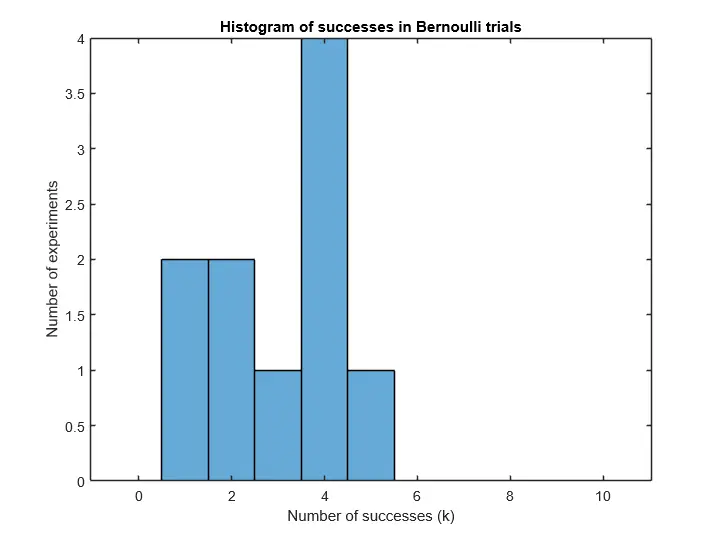 Histogram of successes in Bernoulli trials
4
3.5
3
2.5
2
1.5
1
0.5
0
Number of experiments
0 2 4 6 8 10
Number of successes (k)